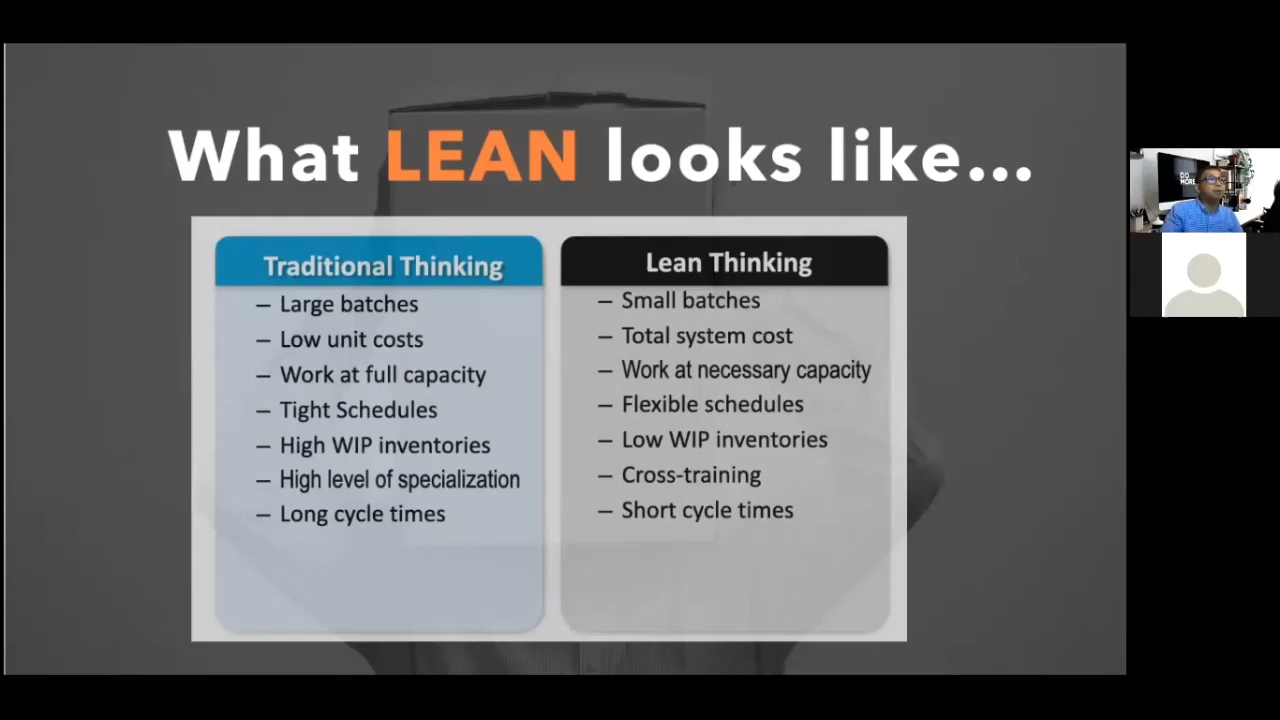 What LEAN looks like...
Traditional Thinking
– Large batches
– Low unit costs
– Work at full capacity
– Tight Schedules
– High WIP inventories
– High level of specialization
– Long cycle times
Lean Thinking
– Small batches
– Total system cost
– Work at necessary capacity
– Flexible schedules
– Low WIP inventories
– Cross-training
– Short cycle times
DO
MORE